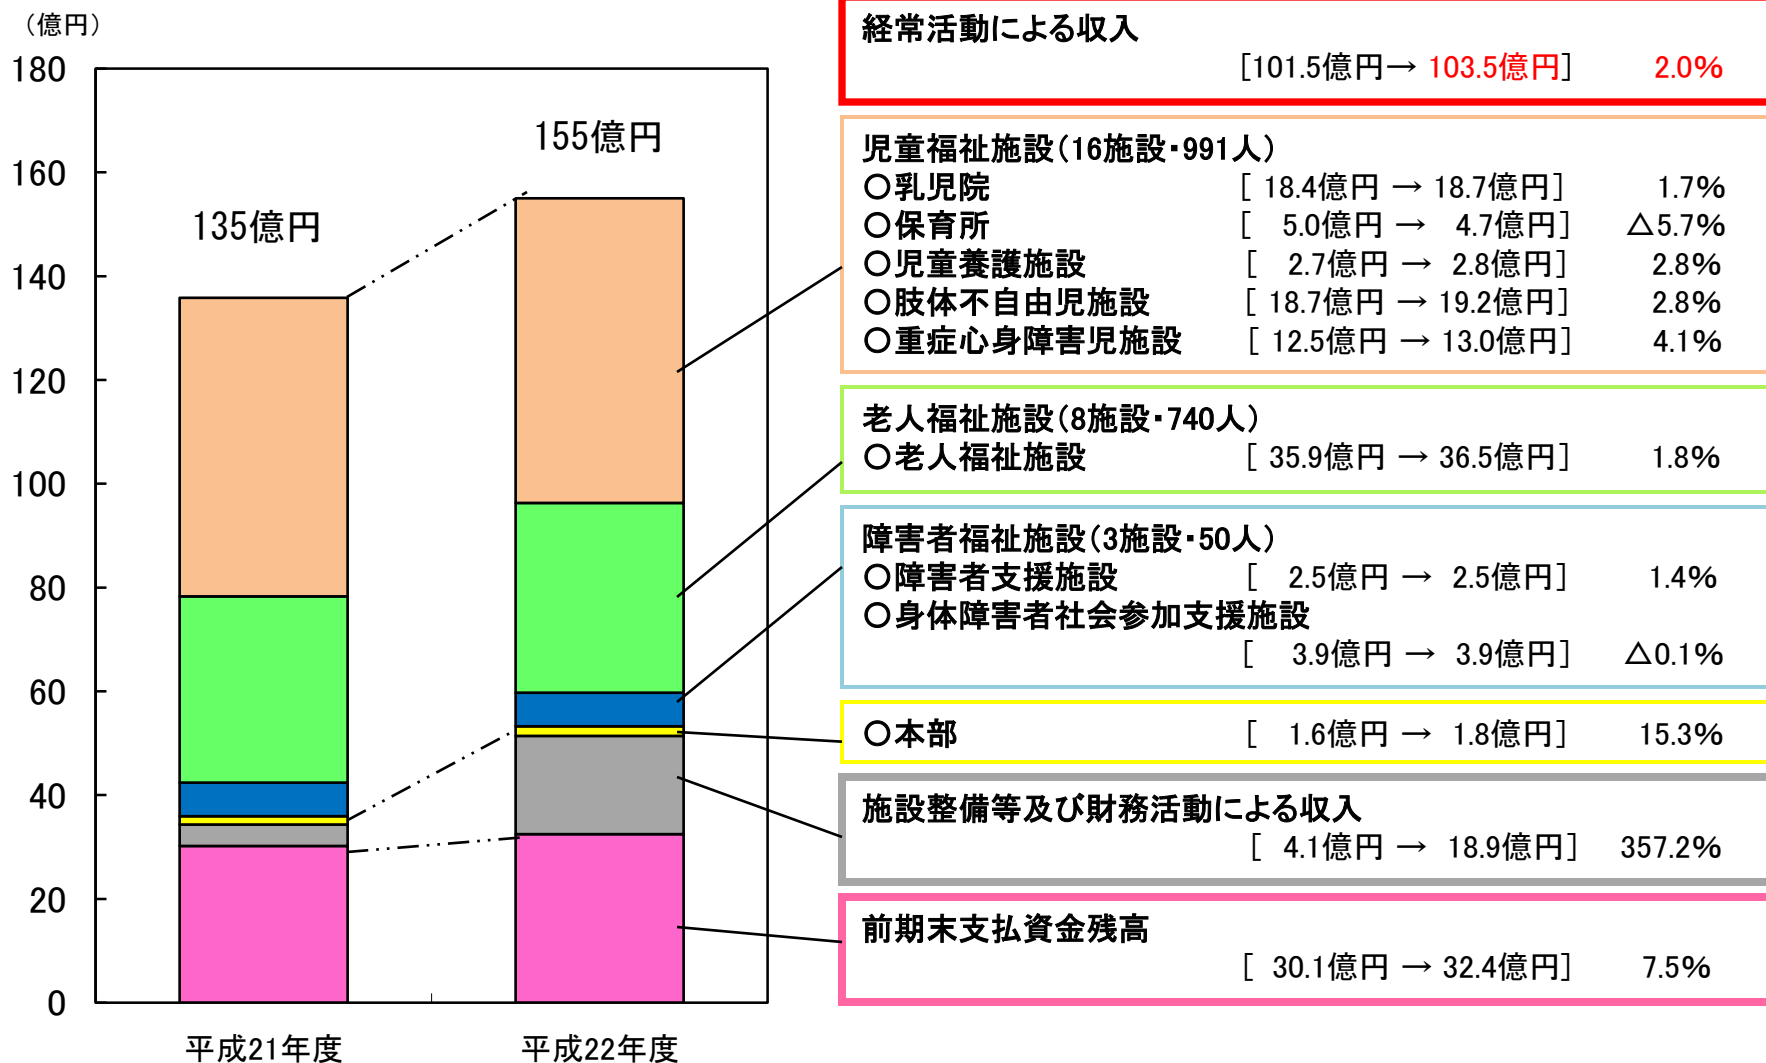 (億円)
180
160
140
120
100
80
60
40
20
0
135億円
155億円
平成21年度
平成22年度
経常活動による収入
[101.5億円→ 103.5億円] 2.0%
児童福祉施設(16施設・991人)
○乳児院 [ 18.4億円 → 18.7億円] 1.7%
○保育所 [ 5.0億円 → 4.7億円] △5.7%
○児童養護施設 [ 2.7億円 → 2.8億円] 2.8%
○肢体不自由児施設 [ 18.7億円 → 19.2億円] 2.8%
○重症心身障害児施設 [ 12.5億円 → 13.0億円] 4.1%
老人福祉施設(8施設・740人)
○老人福祉施設 [ 35.9億円 → 36.5億円] 1.8%
障害者福祉施設(3施設・50人)
○障害者支援施設 [ 2.5億円 → 2.5億円] 1.4%
○身体障害者社会参加支援施設
[ 3.9億円 → 3.9億円] △0.1%
○本部 [ 1.6億円 → 1.8億円] 15.3%
施設整備等及び財務活動による収入
[ 4.1億円 → 18.9億円] 357.2%
前期末支払資金残高
[ 30.1億円 → 32.4億円] 7.5%